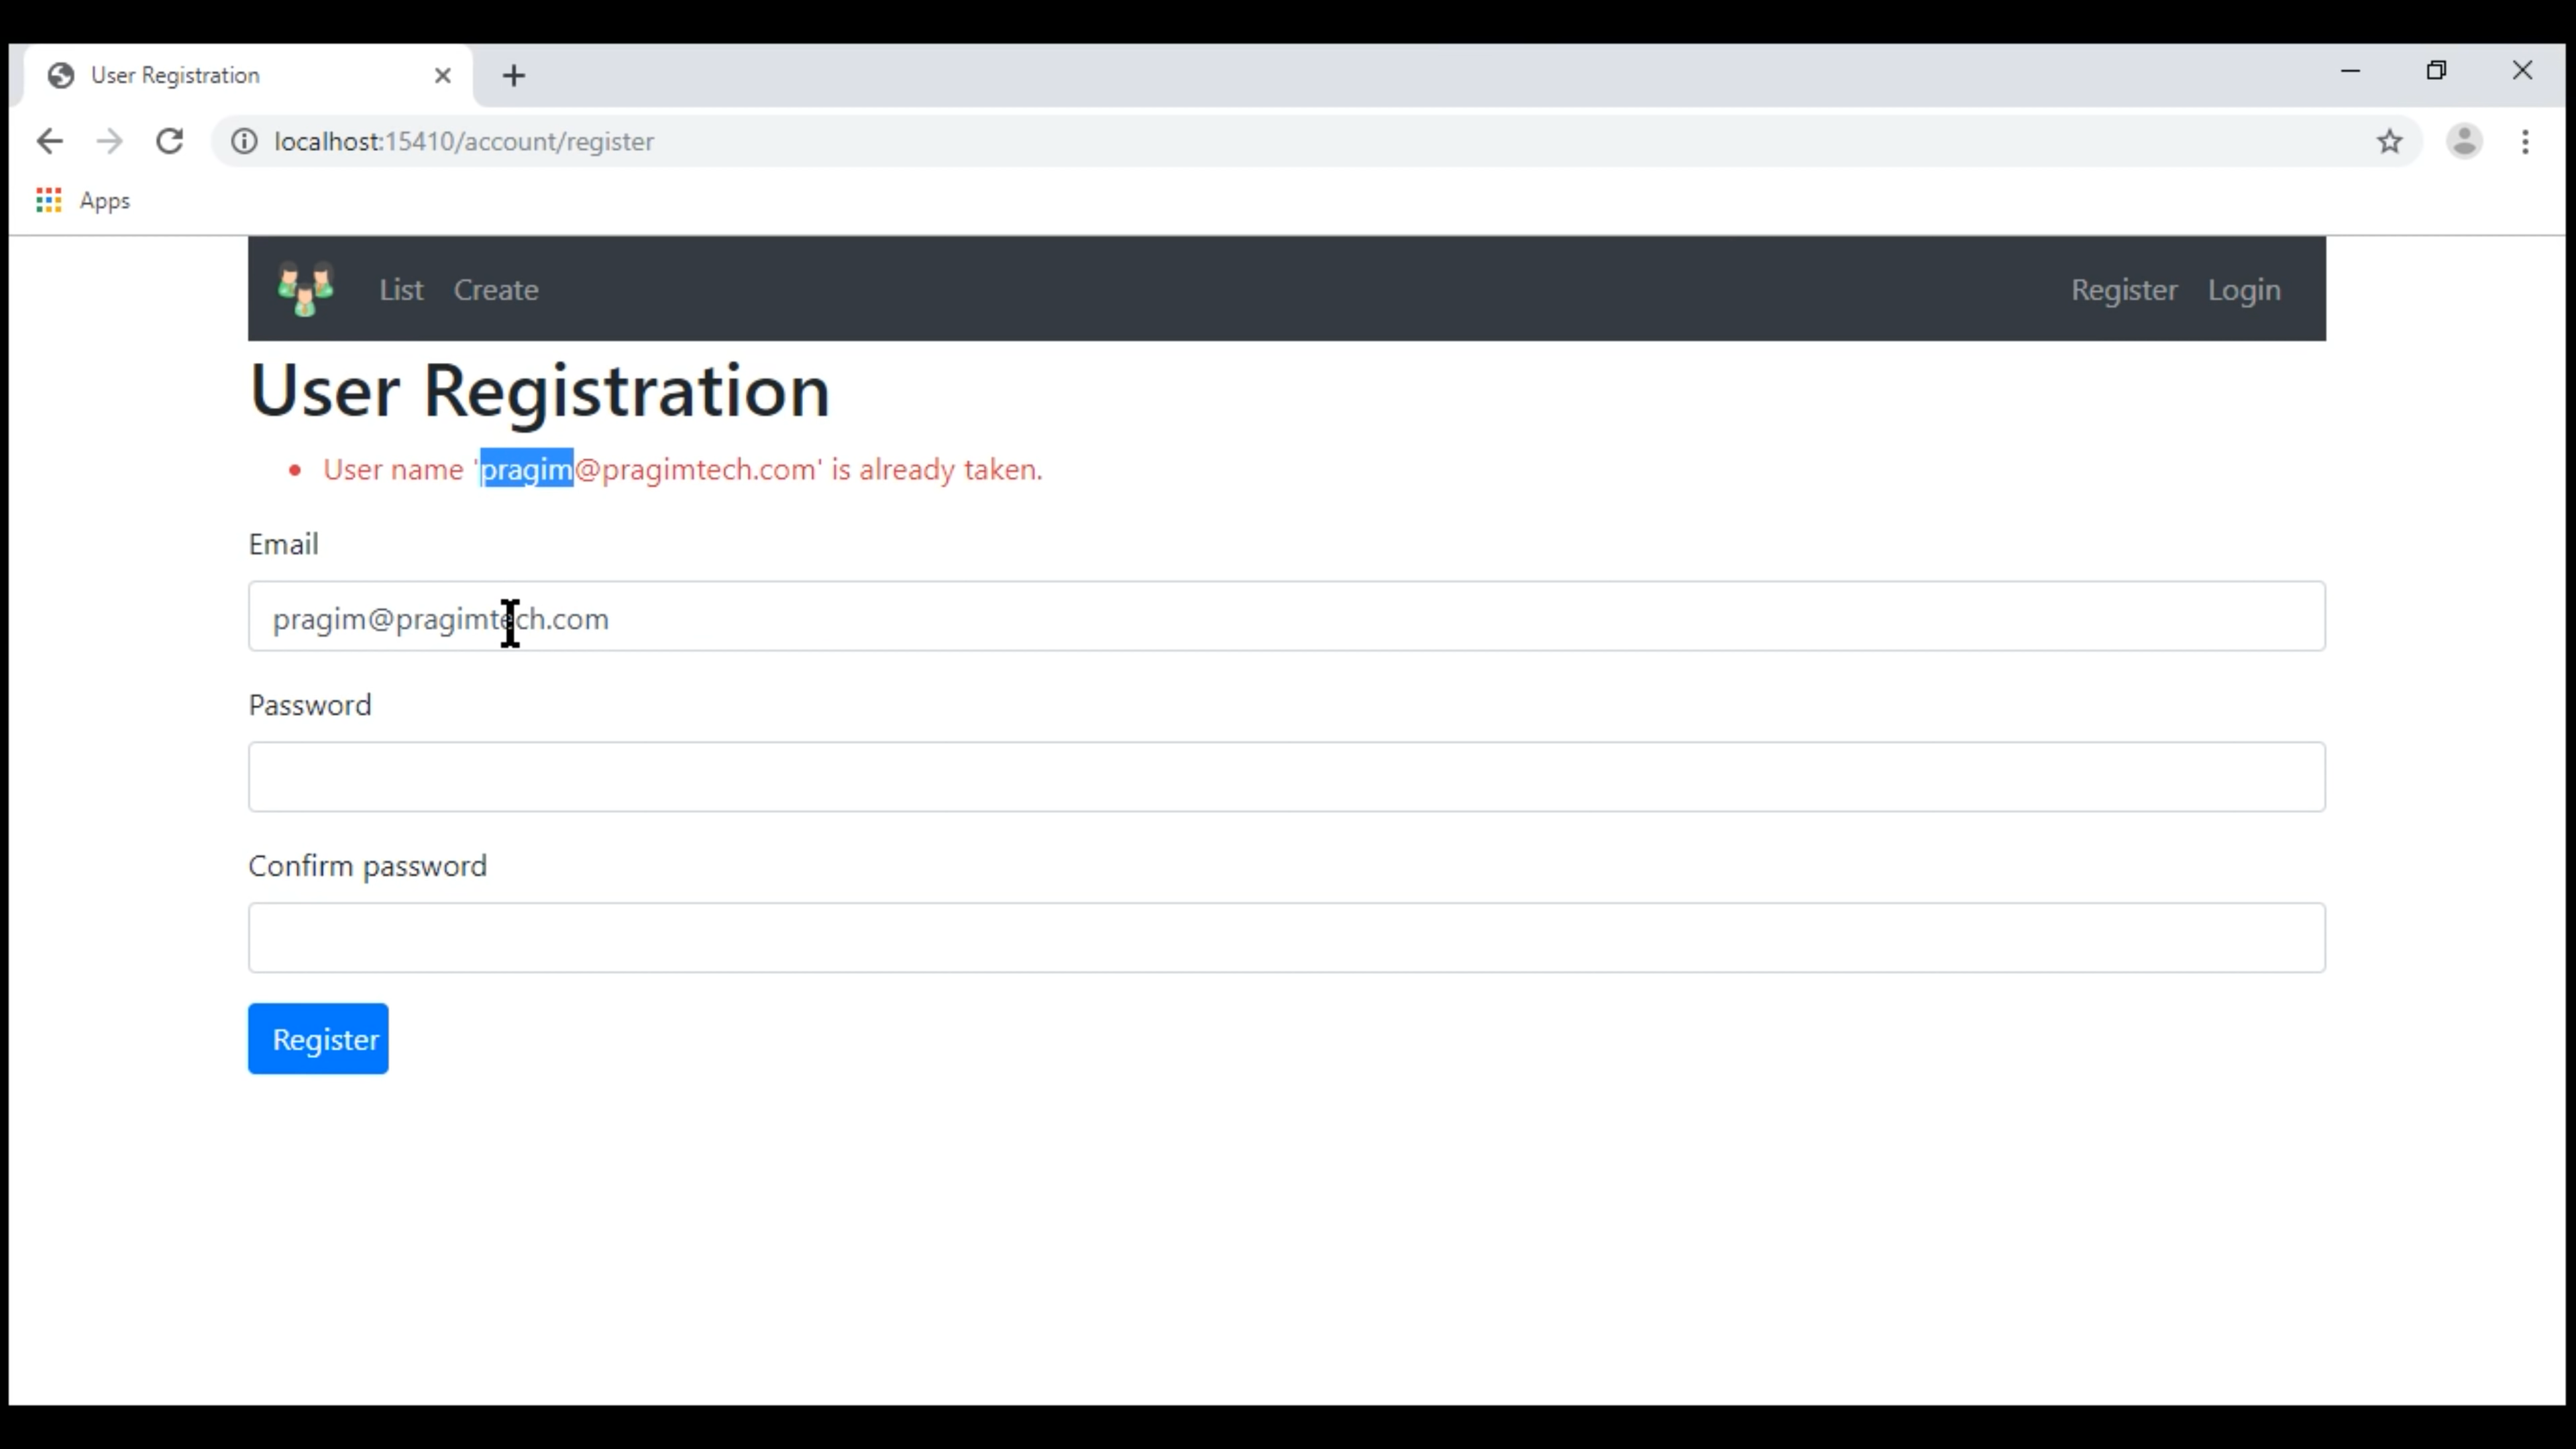 User Registration
localhost:15410/account/register
Apps
List Create Register Login
User Registration
User name 'pragim@pragimtech.com' is already taken.
Email
pragim@pragimtech.com
Password
Confirm password
Register